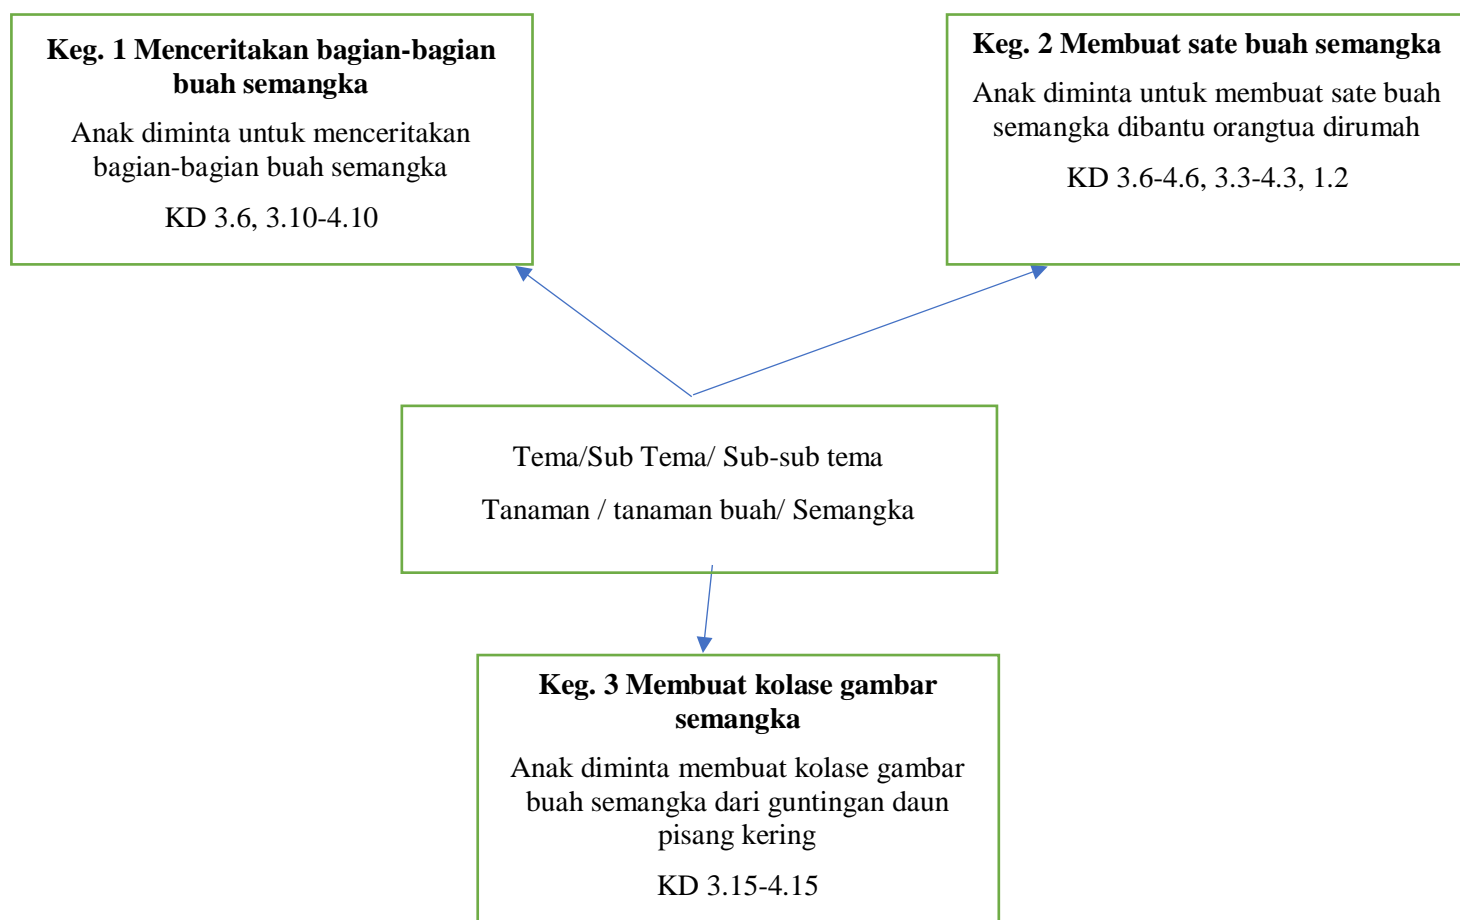 Keg. 1 Menceritakan bagian-bagian
buah semangka
Anak diminta untuk menceritakan
bagian-bagian buah semangka
KD 3.6, 3.10-4.10
Keg. 2 Membuat sate buah semangka
Anak diminta untuk membuat sate buah
semangka dibantu orangtua dirumah
KD 3.6-4.6, 3.3-4.3, 1.2
Tema/Sub Tema/ Sub-sub tema
Tanaman / tanaman buah/ Semangka
Keg. 3 Membuat kolase gambar
semangka
Anak diminta membuat kolase gambar
buah semangka dari guntingan daun
pisang kering
KD 3.15-4.15